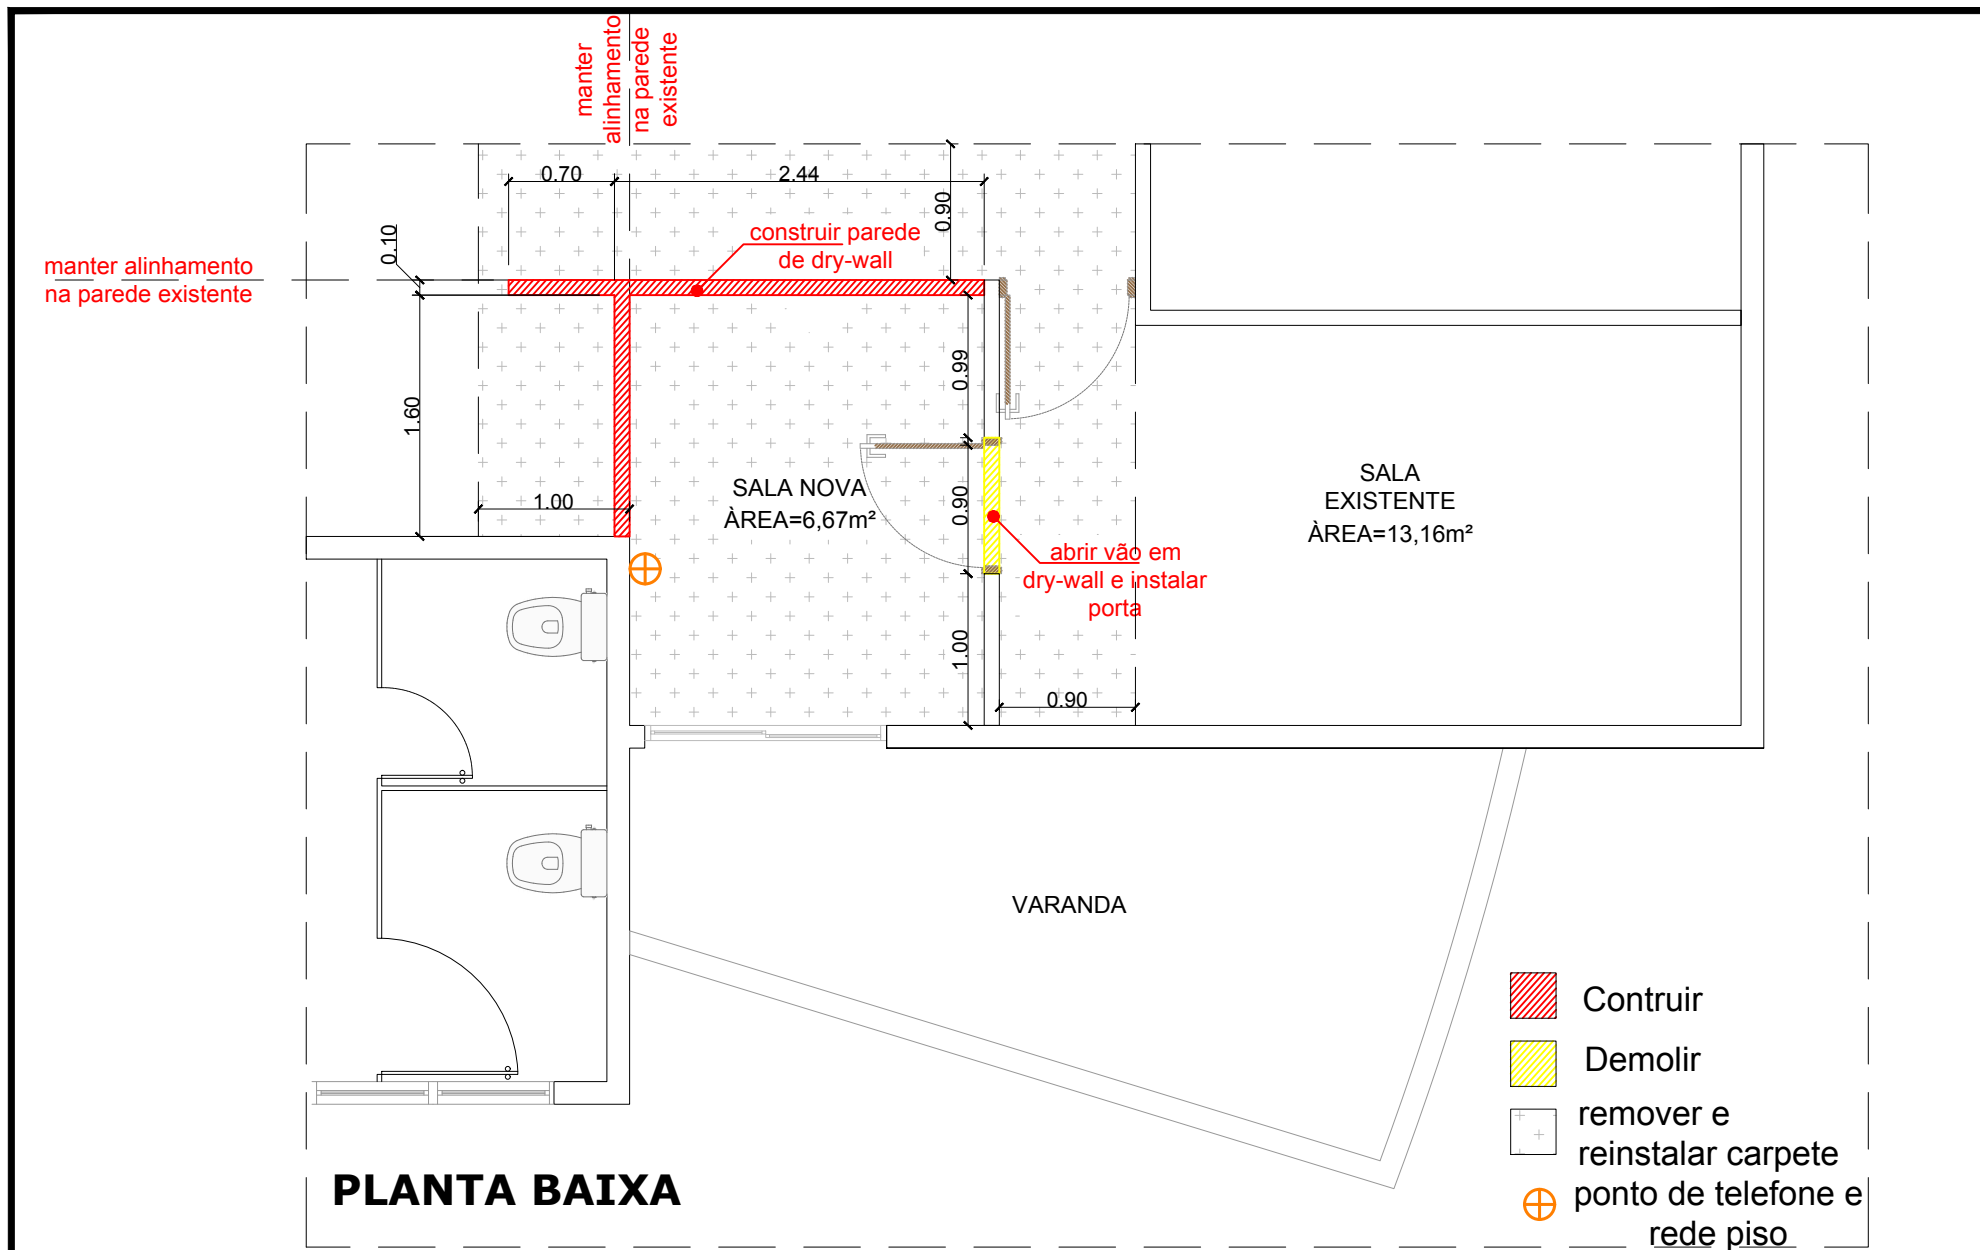 manter
alinhamento
na parede
existente
0.70
2.44
0.90
0.10
construir parede
de dry-wall
manter alinhamento
na parede existente
0.99
1.60
SALA NOVA
ÀREA=6,67m²
1.00
0.90
SALA
EXISTENTE
ÀREA=13,16m²
abrir vão em
dry-wall e instalar
porta
1.00
0.90
VARANDA
Contruir
Demolir
remover e
reinstalar carpete
ponto de telefone e
rede piso
PLANTA BAIXA